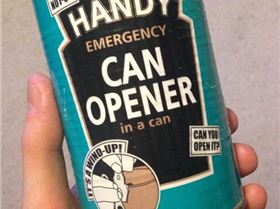 HANDY
EMERGENCY
CAN
OPENER
in a can
CAN YOU
OPEN IT?
IT'S A WIND-UP!